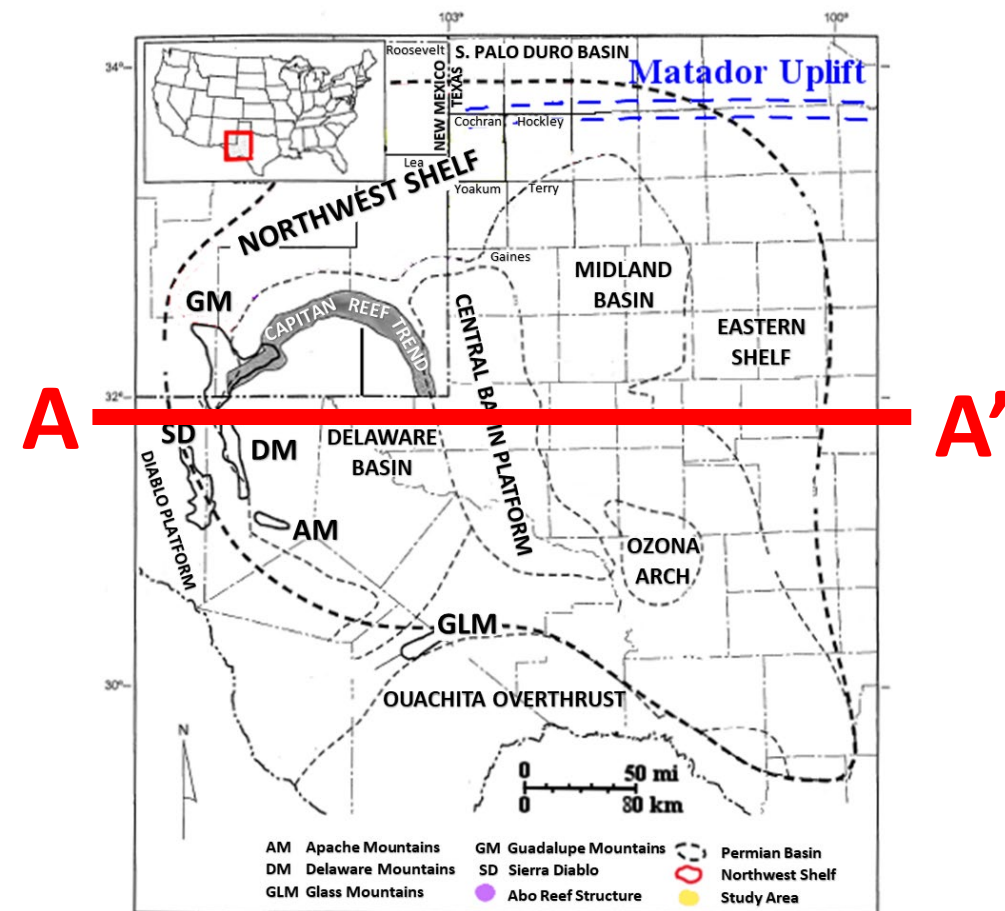 103°
100°
Roosevelt
S. PALO DURO BASIN
34°
NEW MEXICO
TEXAS
Matador Uplift
Cochran
Hockley
Lea
Yoakum
Terry
NORTHWEST SHELF
Gaines
MIDLAND
BASIN
GM
CAPITAN REEF TREND
CENTRAL BASIN PLATFORM
EASTERN
SHELF
32°
A
A’
SD
DM
DELAWARE
BASIN
DIABLO PLATFORM
AM
OZONA
ARCH
GLM
30°
OUACHITA OVERTHRUST
N
0 50 mi
0 80 km
AM Apache Mountains
DM Delaware Mountains
GLM Glass Mountains
GM Guadalupe Mountains
SD Sierra Diablo
Abo Reef Structure
Permian Basin
Northwest Shelf
Study Area